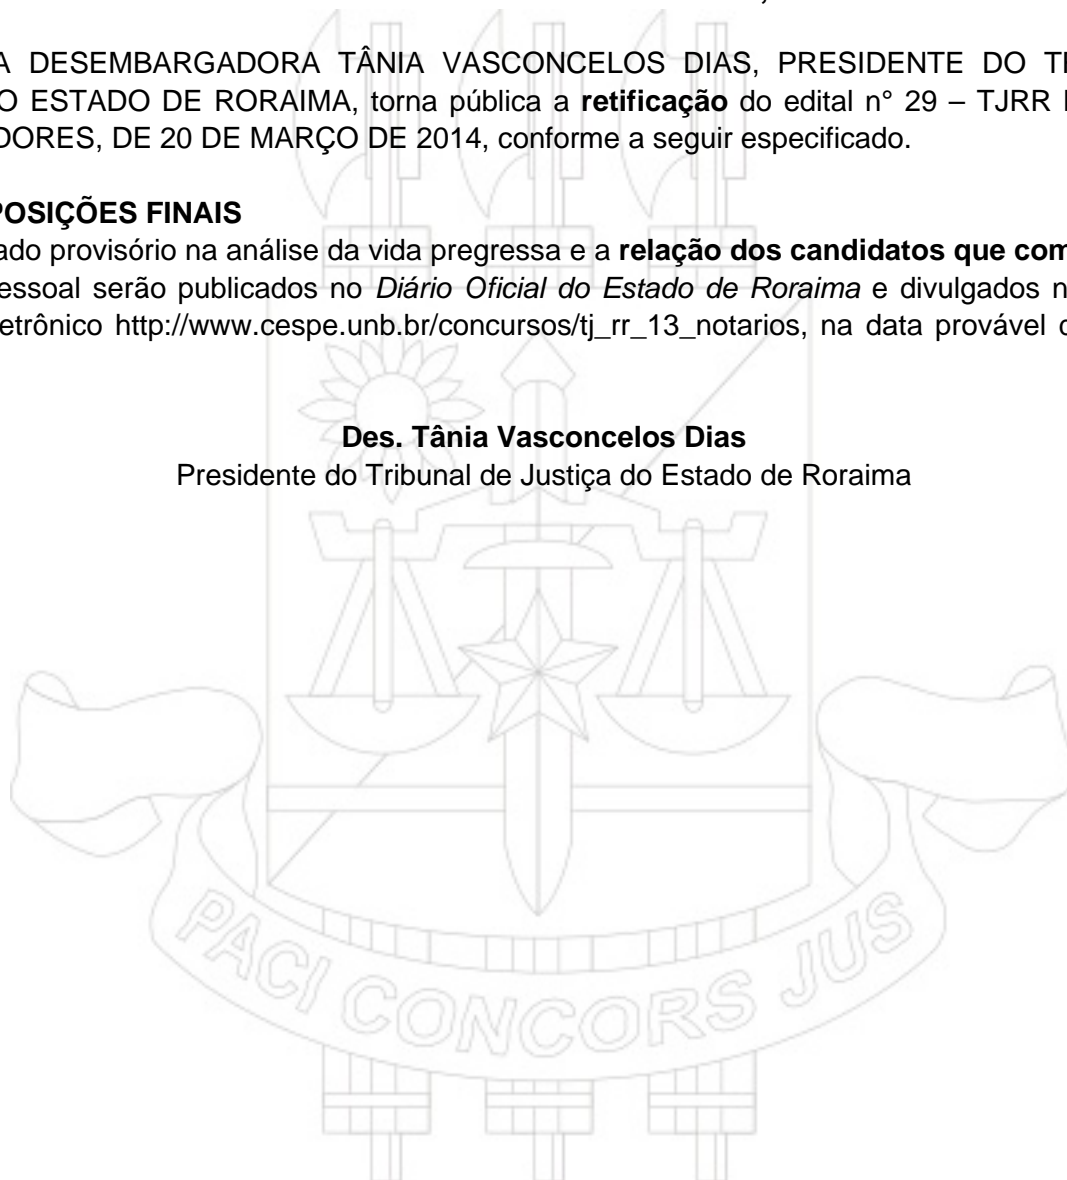 A DESEMBARGADORA TÂNIA VASCONCELOS DIAS, PRESIDENTE DO
O ESTADO DE RORAIMA, torna pública a retificação do edital n° 29 – TJRR
DORES, DE 20 DE MARÇO DE 2014, conforme a seguir especificado.
POSIÇÕES FINAIS
ado provisório na análise da vida pregressa e a relação dos candidatos que com
essoal serão publicados no Diário Oficial do Estado de Roraima e divulgados n
etrônico http://www.cespe.unb.br/concursos/tj_rr_13_notarios, na data provável
Des. Tânia Vasconcelos Dias
Presidente do Tribunal de Justiça do Estado de Roraima
PACI CONCORS JUS